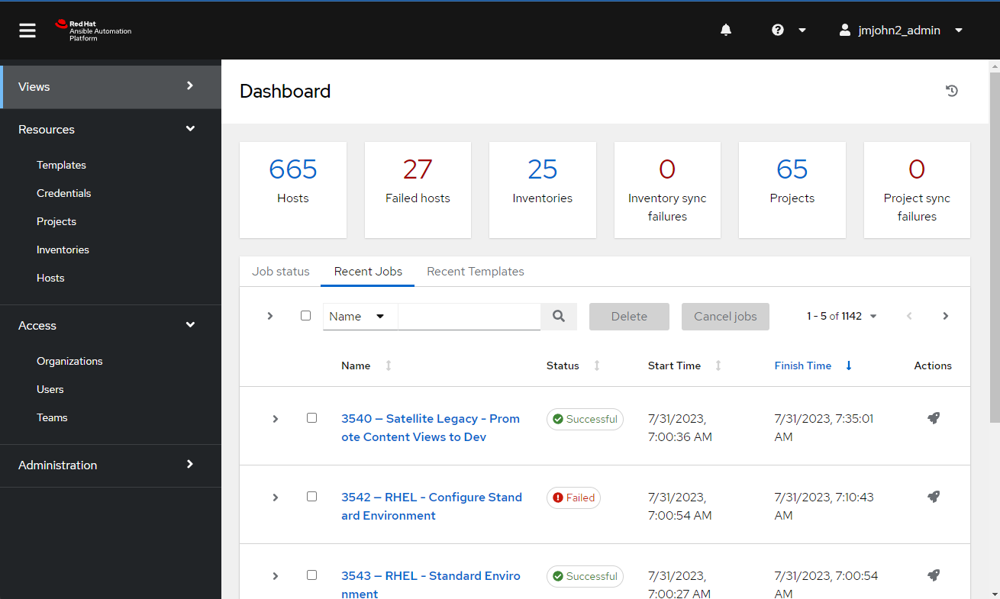 Red Hat
Ansible Automation
Platform
jmjohn2_admin
Views
Resources
Templates
Credentials
Projects
Inventories
Hosts
Access
Organizations
Users
Teams
Administration
Dashboard
665
Hosts
27
Failed hosts
25
Inventories
0
Inventory sync
failures
65
Projects
0
Project sync
failures
Job status Recent Jobs Recent Templates
Name Delete Cancel jobs 1 - 5 of 1142
Name Status Start Time Finish Time Actions
3540 – Satellite Legacy - Prom
ote Content Views to Dev
Successful
7/31/2023,
7:00:36 AM
7/31/2023, 7:35:01
AM
3542 – RHEL - Configure Stand
ard Environment
Failed
7/31/2023,
7:00:54 AM
7/31/2023, 7:10:43
AM
3543 – RHEL - Standard Enviro
nment
Successful
7/31/2023,
7:00:27 AM
7/31/2023, 7:00:54
AM